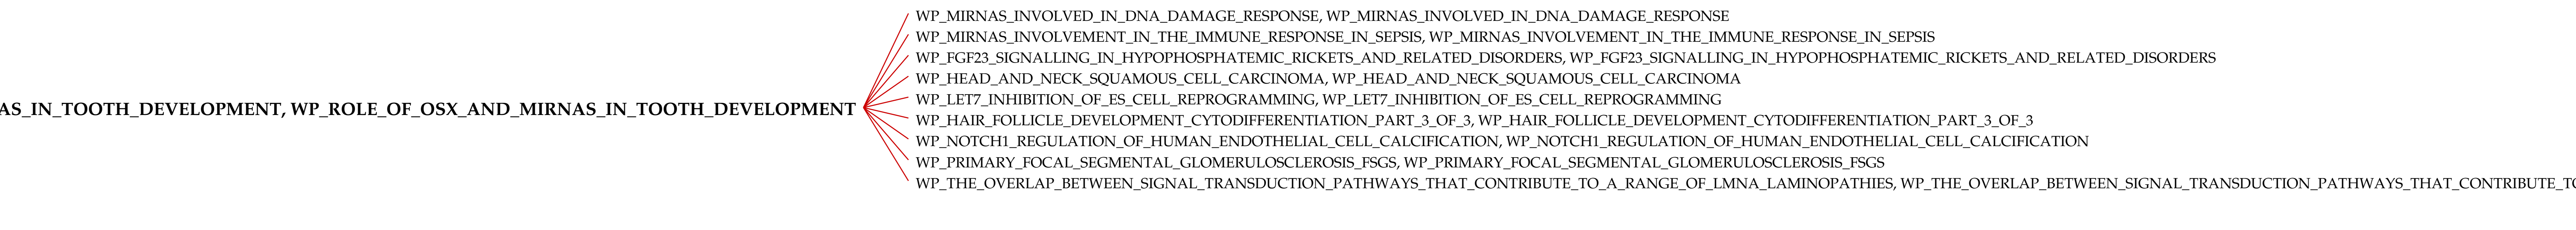 WP_MIRNAS_INVOLVED_IN_DNA_DAMAGE_RESPONSE, WP_MIRNAS_INVOLVED_IN_DNA_DAMAGE_RESPONSE
WP_MIRNAS_INVOLVEMENT_IN_THE_IMMUNE_RESPONSE_IN_SEPSIS, WP_MIRNAS_INVOLVEMENT_IN_THE_IMMUNE_RESPONSE_IN_SEPSIS
WP_FGF23_SIGNALLING_IN_HYPOPHOSPHATEMIC_RICKETS_AND_RELATED_DISORDERS, WP_FGF23_SIGNALLING_IN_HYPOPHOSPHATEMIC_RICKETS_AND_RELATED_DISORDERS
WP_HEAD_AND_NECK_SQUAMOUS_CELL_CARCINOMA, WP_HEAD_AND_NECK_SQUAMOUS_CELL_CARCINOMA
WP_LET7_INHIBITION_OF_ES_CELL_REPROGRAMMING, WP_LET7_INHIBITION_OF_ES_CELL_REPROGRAMMING
AS_IN_TOOTH_DEVELOPMENT, WP_ROLE_OF_OSX_AND_MIRNAS_IN_TOOTH_DEVELOPMENT
WP_HAIR_FOLLICLE_DEVELOPMENT_CYTODIFFERENTIATION_PART_3_OF_3, WP_HAIR_FOLLICLE_DEVELOPMENT_CYTODIFFERENTIATION_PART_3_OF_3
WP_NOTCH1_REGULATION_OF_HUMAN_ENDOTHELIAL_CELL_CALCIFICATION, WP_NOTCH1_REGULATION_OF_HUMAN_ENDOTHELIAL_CELL_CALCIFICATION
WP_PRIMARY_FOCAL_SEGMENTAL_GLOMERULOSCLEROSIS_FSGS, WP_PRIMARY_FOCAL_SEGMENTAL_GLOMERULOSCLEROSIS_FSGS
WP_THE_OVERLAP_BETWEEN_SIGNAL_TRANSDUCTION_PATHWAYS_THAT_CONTRIBUTE_TO_A_RANGE_OF_LMNA_LAMINOPATHIES, WP_THE_OVERLAP_BETWEEN_SIGNAL_TRANSDUCTION_PATHWAYS_THAT_CONTRIBUTE_TO